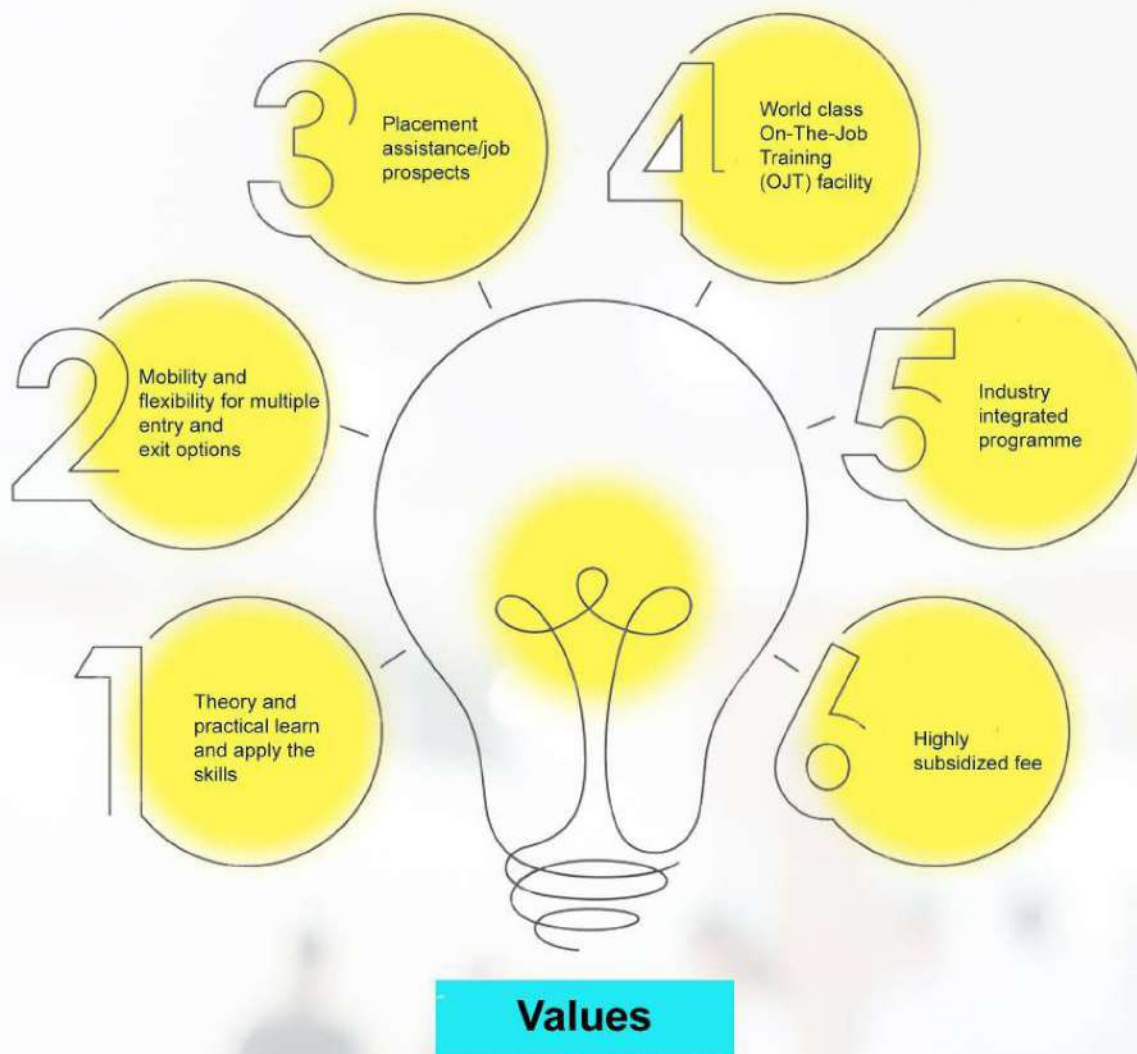 1
Theory and
practical learn
and apply the
skills
2
Mobility and
flexibility for multiple
entry and
exit options
3
Placement
assistance/job
prospects
4
World class
On-The-Job
Training
(OJT) facility
5
Industry
integrated
programme
6
Highly
subsidized fee
Values